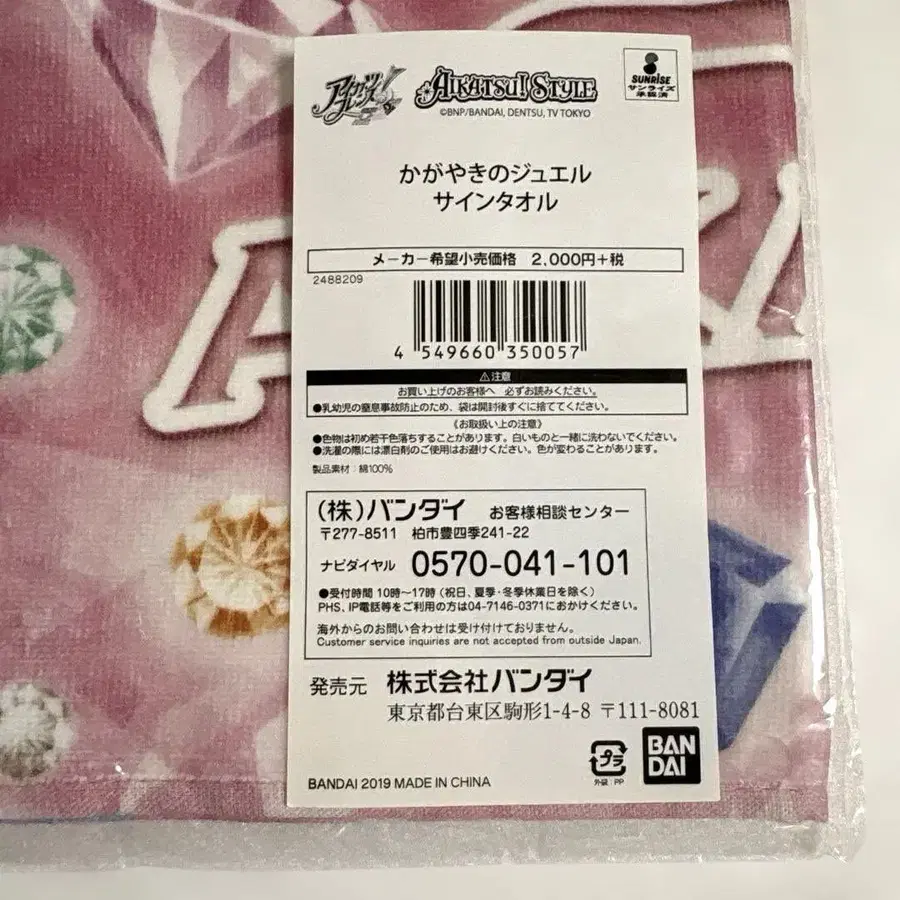 アイカツフレンズ!
AIKATSU! STYLE
©BNP/BANDAI, DENTSU, TV TOKYO
SUNRISE
サンライズ
承認済
かがやきのジュエル
サインタオル
メーカー希望小売価格 2,000円+税
2488209
4 549660 350057
⚠注意
お買い上げのお客様へ 必ずお読みください。
●乳幼児の窒息事故防止のため、袋は開封後すぐに捨ててください。
《お取扱い上の注意》
●色物は初め若干色落ちすることがあります。白いものと一緒に洗わないでください。
●洗濯の際には漂白剤のご使用はお避けください。色が変わることがあります。
製品素材:綿100%
(株)バンダイ お客様相談センター
〒277-8511 柏市豊四季241-22
ナビダイヤル 0570-041-101
●受付時間 10時~17時 (祝日、夏季・冬季休業日を除く)
PHS、IP電話等をご利用の方は04-7146-0371におかけください。
海外からのお問い合わせは受け付けておりません。
Customer service inquiries are not accepted from outside Japan.
発売元 株式会社バンダイ
東京都台東区駒形1-4-8 〒111-8081
プラ
外袋:PP
BAN
DAI
BANDAI 2019 MADE IN CHINA